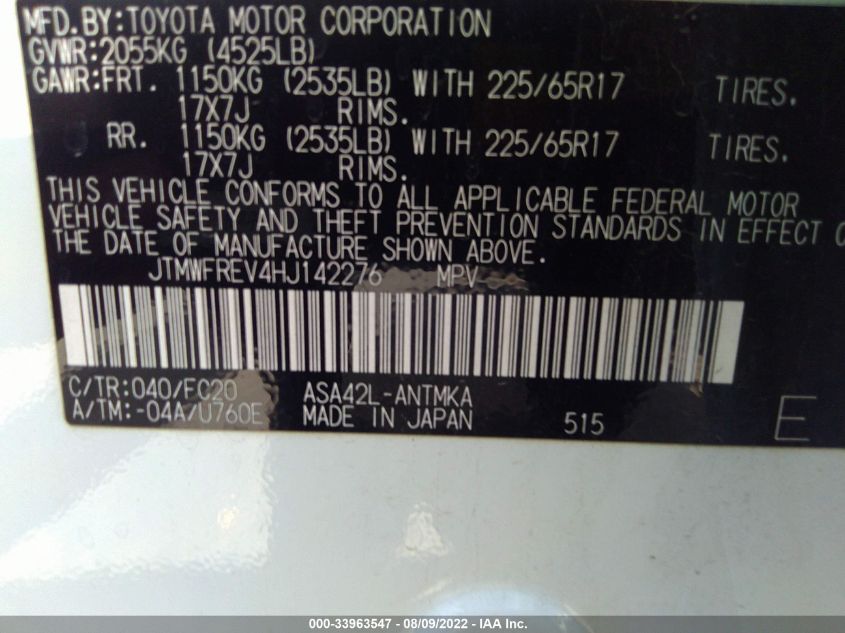 MFD.BY:TOYOTA MOTOR CORPORATION
GVWR:2055KG (4525LB)
GAWR:FRT. 1150KG (2535LB) WITH 225/65R17 TIRES.
17X7J RIMS.
RR. 1150KG (2535LB) WITH 225/65R17 TIRES.
17X7J RIMS.
THIS VEHICLE CONFORMS TO ALL APPLICABLE FEDERAL MOTOR
VEHICLE SAFETY AND THEFT PREVENTION STANDARDS IN EFFECT
THE DATE OF MANUFACTURE SHOWN ABOVE.
JTMWFREV4HJ142276 MPV
C/TR:040/FC20 ASA42L-ANTMKA
A/TM:-04A/U760E MADE IN JAPAN 515 E
000-33963547 - 08/09/2022 - IAA Inc.